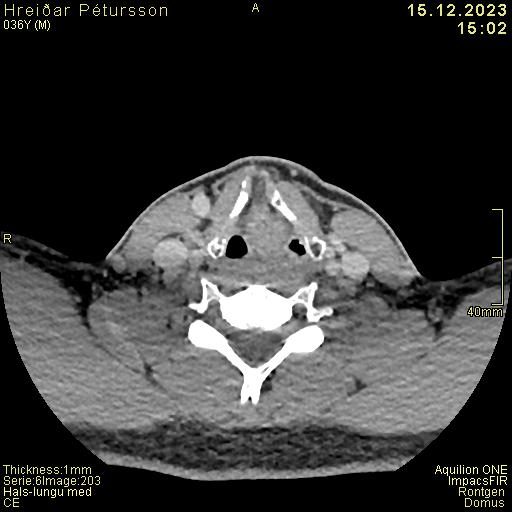 Hreiðar Pétursson
036Y (M)
A
15.12.2023
15:02
R
40mm
Thickness:1mm
Serie:6Image:203
Hals-lungu med
CE
Aquilion ONE
ImpacsFIR
Rontgen
Domus